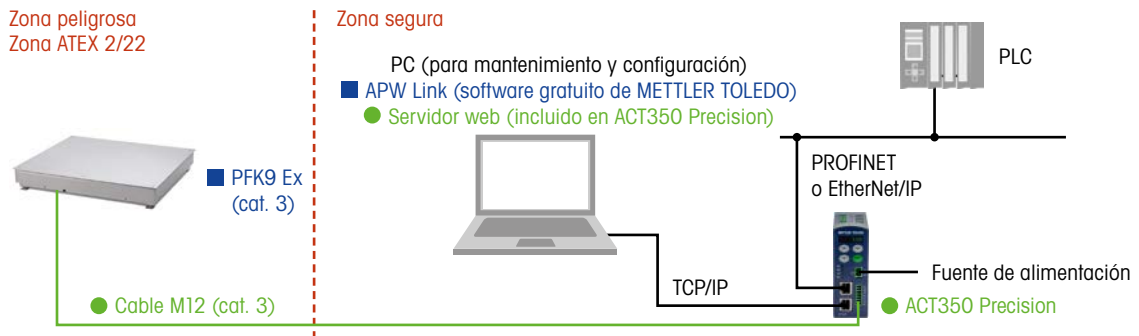 Zona peligrosa
Zona ATEX 2/22
Zona segura
PC (para mantenimiento y configuración)
APW Link (software gratuito de METTLER TOLEDO)
Servidor web (incluido en ACT350 Precision)
PLC
PFK9 Ex
(cat. 3)
PROFINET
o EtherNet/IP
Fuente de alimentación
TCP/IP
Cable M12 (cat. 3)
ACT350 Precision